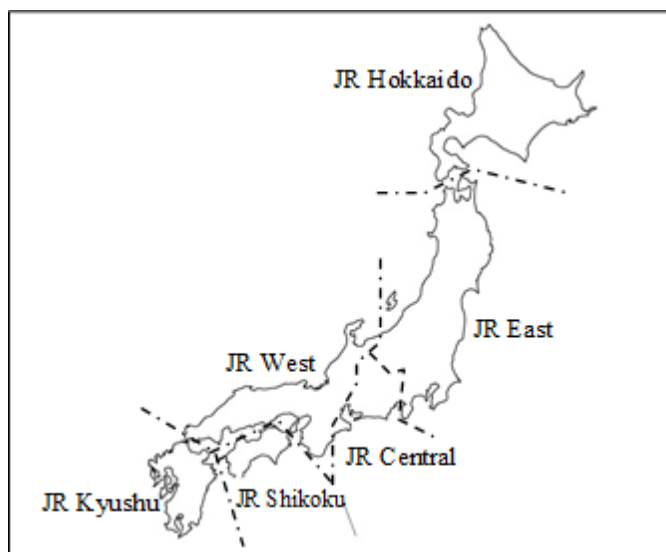 JR Hokkaido
JR East
JR West
JR Central
JR Shikoku
JR Kyushu